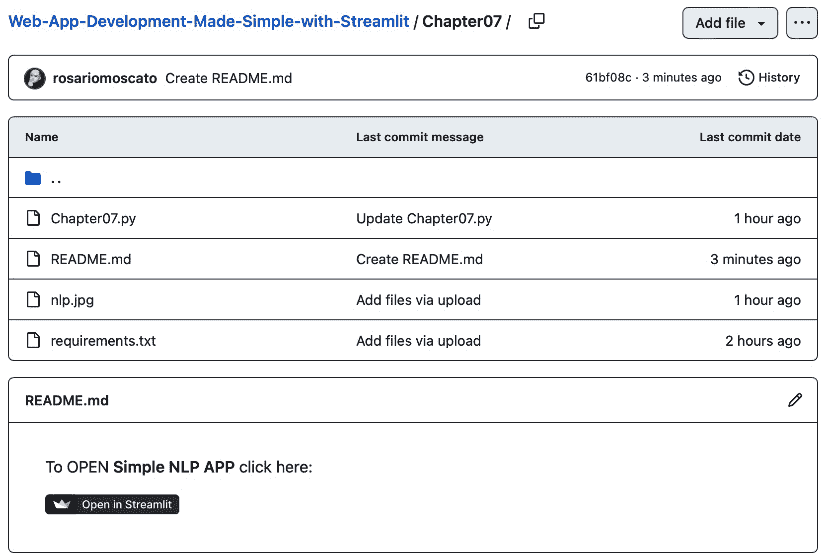 Web-App-Development-Made-Simple-with-Streamlit / Chapter07 / Add file ...
rosariomoscato Create README.md 61bf08c · 3 minutes ago History
Name Last commit message Last commit date
..
Chapter07.py Update Chapter07.py 1 hour ago
README.md Create README.md 3 minutes ago
nlp.jpg Add files via upload 1 hour ago
requirements.txt Add files via upload 2 hours ago
README.md
To OPEN Simple NLP APP click here:
Open in Streamlit